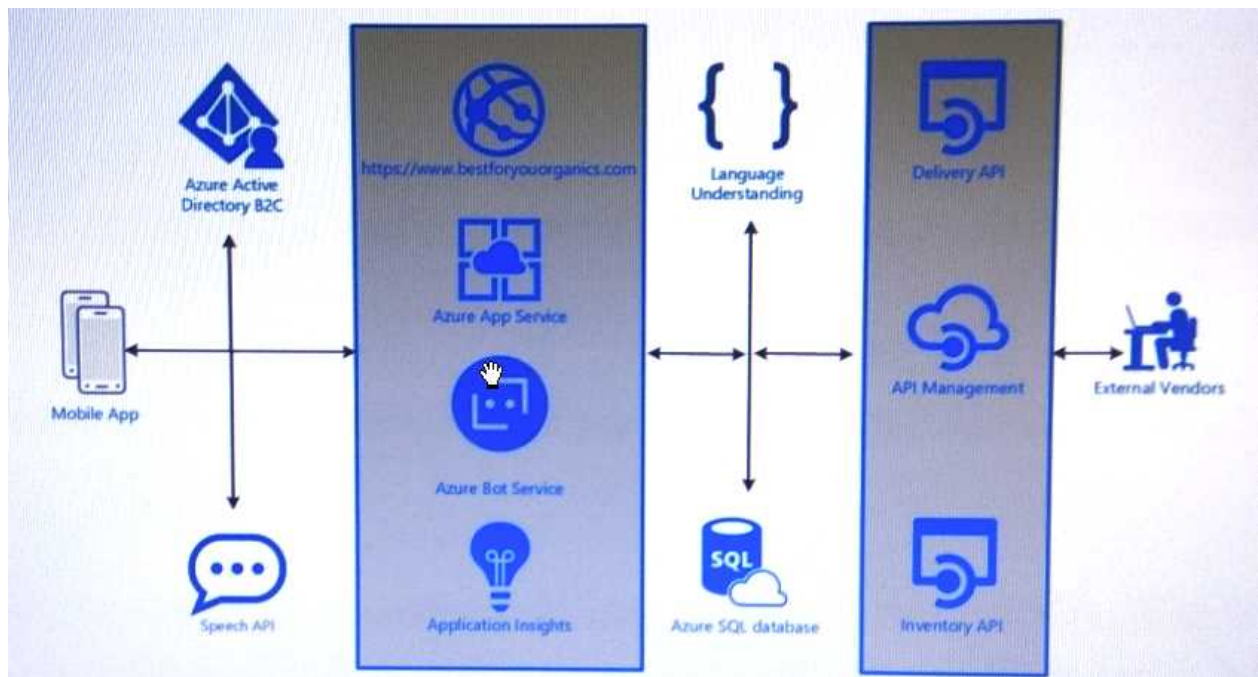 Azure Active
Directory B2C
Mobile App
Speech API
https://www.bestforyouorganics.com
Azure App Service
Azure Bot Service
Application Insights
{ }
Language
Understanding
SQL
Azure SQL database
Delivery API
API Management
Inventory API
External Vendors